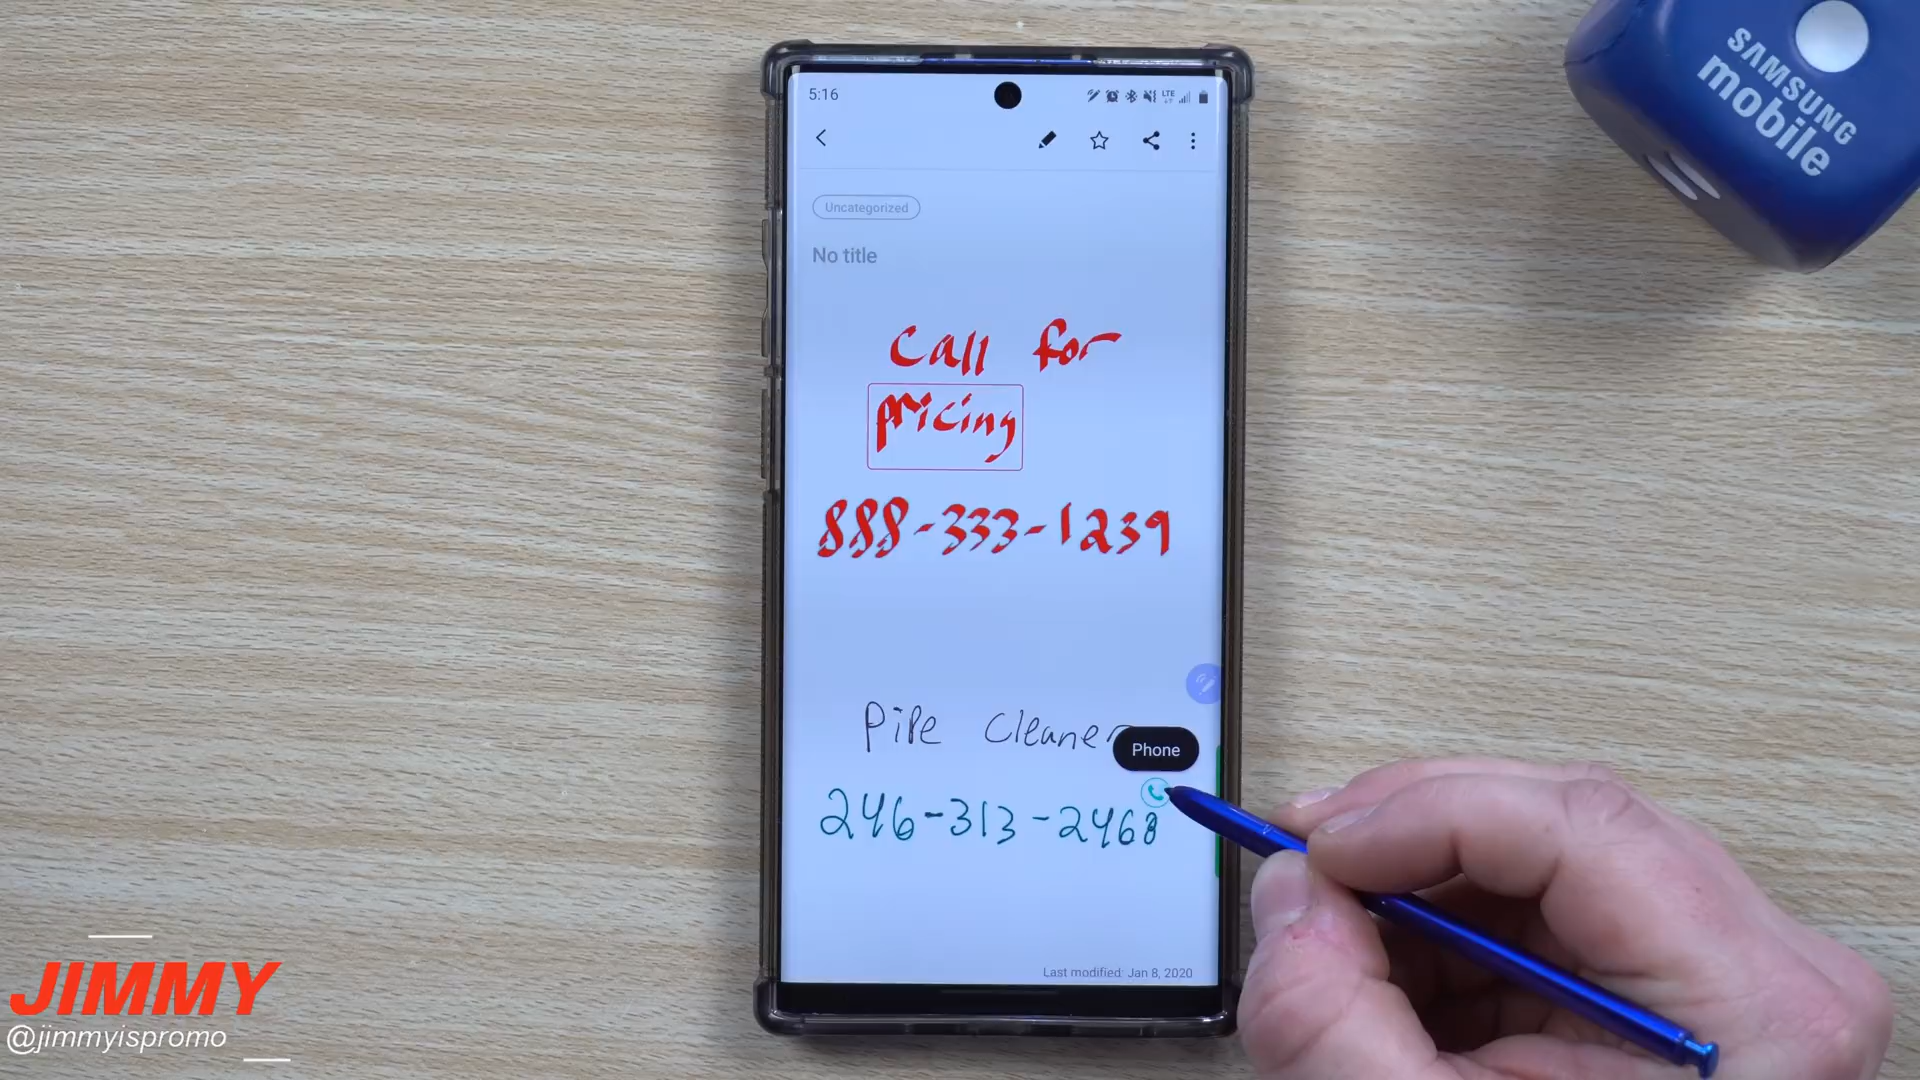 SAMSUNG
mobile
5:16
LTE
Uncategorized
No title
call for
pricing
888-333-1239
Pipe cleaner
Phone
246-313-2468
Last modified: Jan 8, 2020
JIMMY
@jimmyispromo